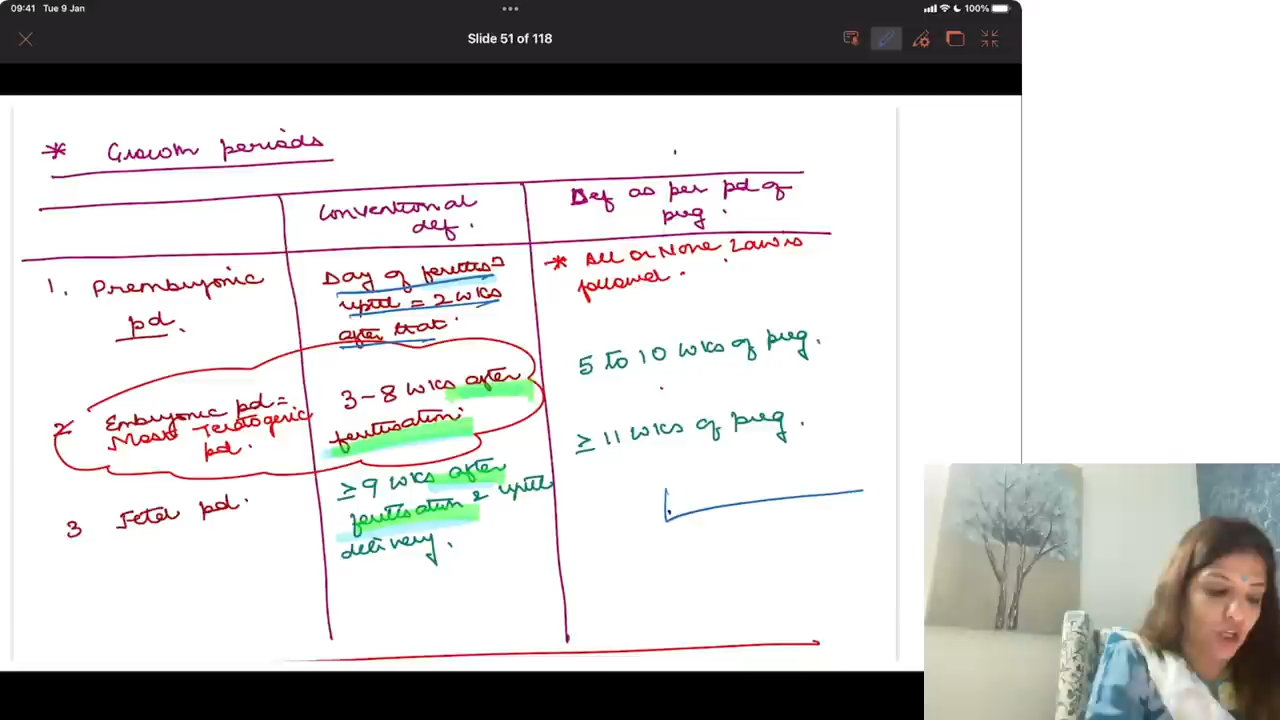 09:41 Tue 9 Jan
100%
Slide 51 of 118
* Growth periods
Conventional def.
Def as per pd of preg.
1. Preembryonic pd.
Day of fertilisn
uptil = 2 wks
after that.
* All or None Law is
followed.
2 Embryonic pd =
Most Teratogenic
pd.
3-8 wks after
fertilisation.
5 to 10 wks of preg.
3 Fetal pd.
≥ 9 wks after
fertilisation & uptil
delivery.
≥ 11 wks of preg.